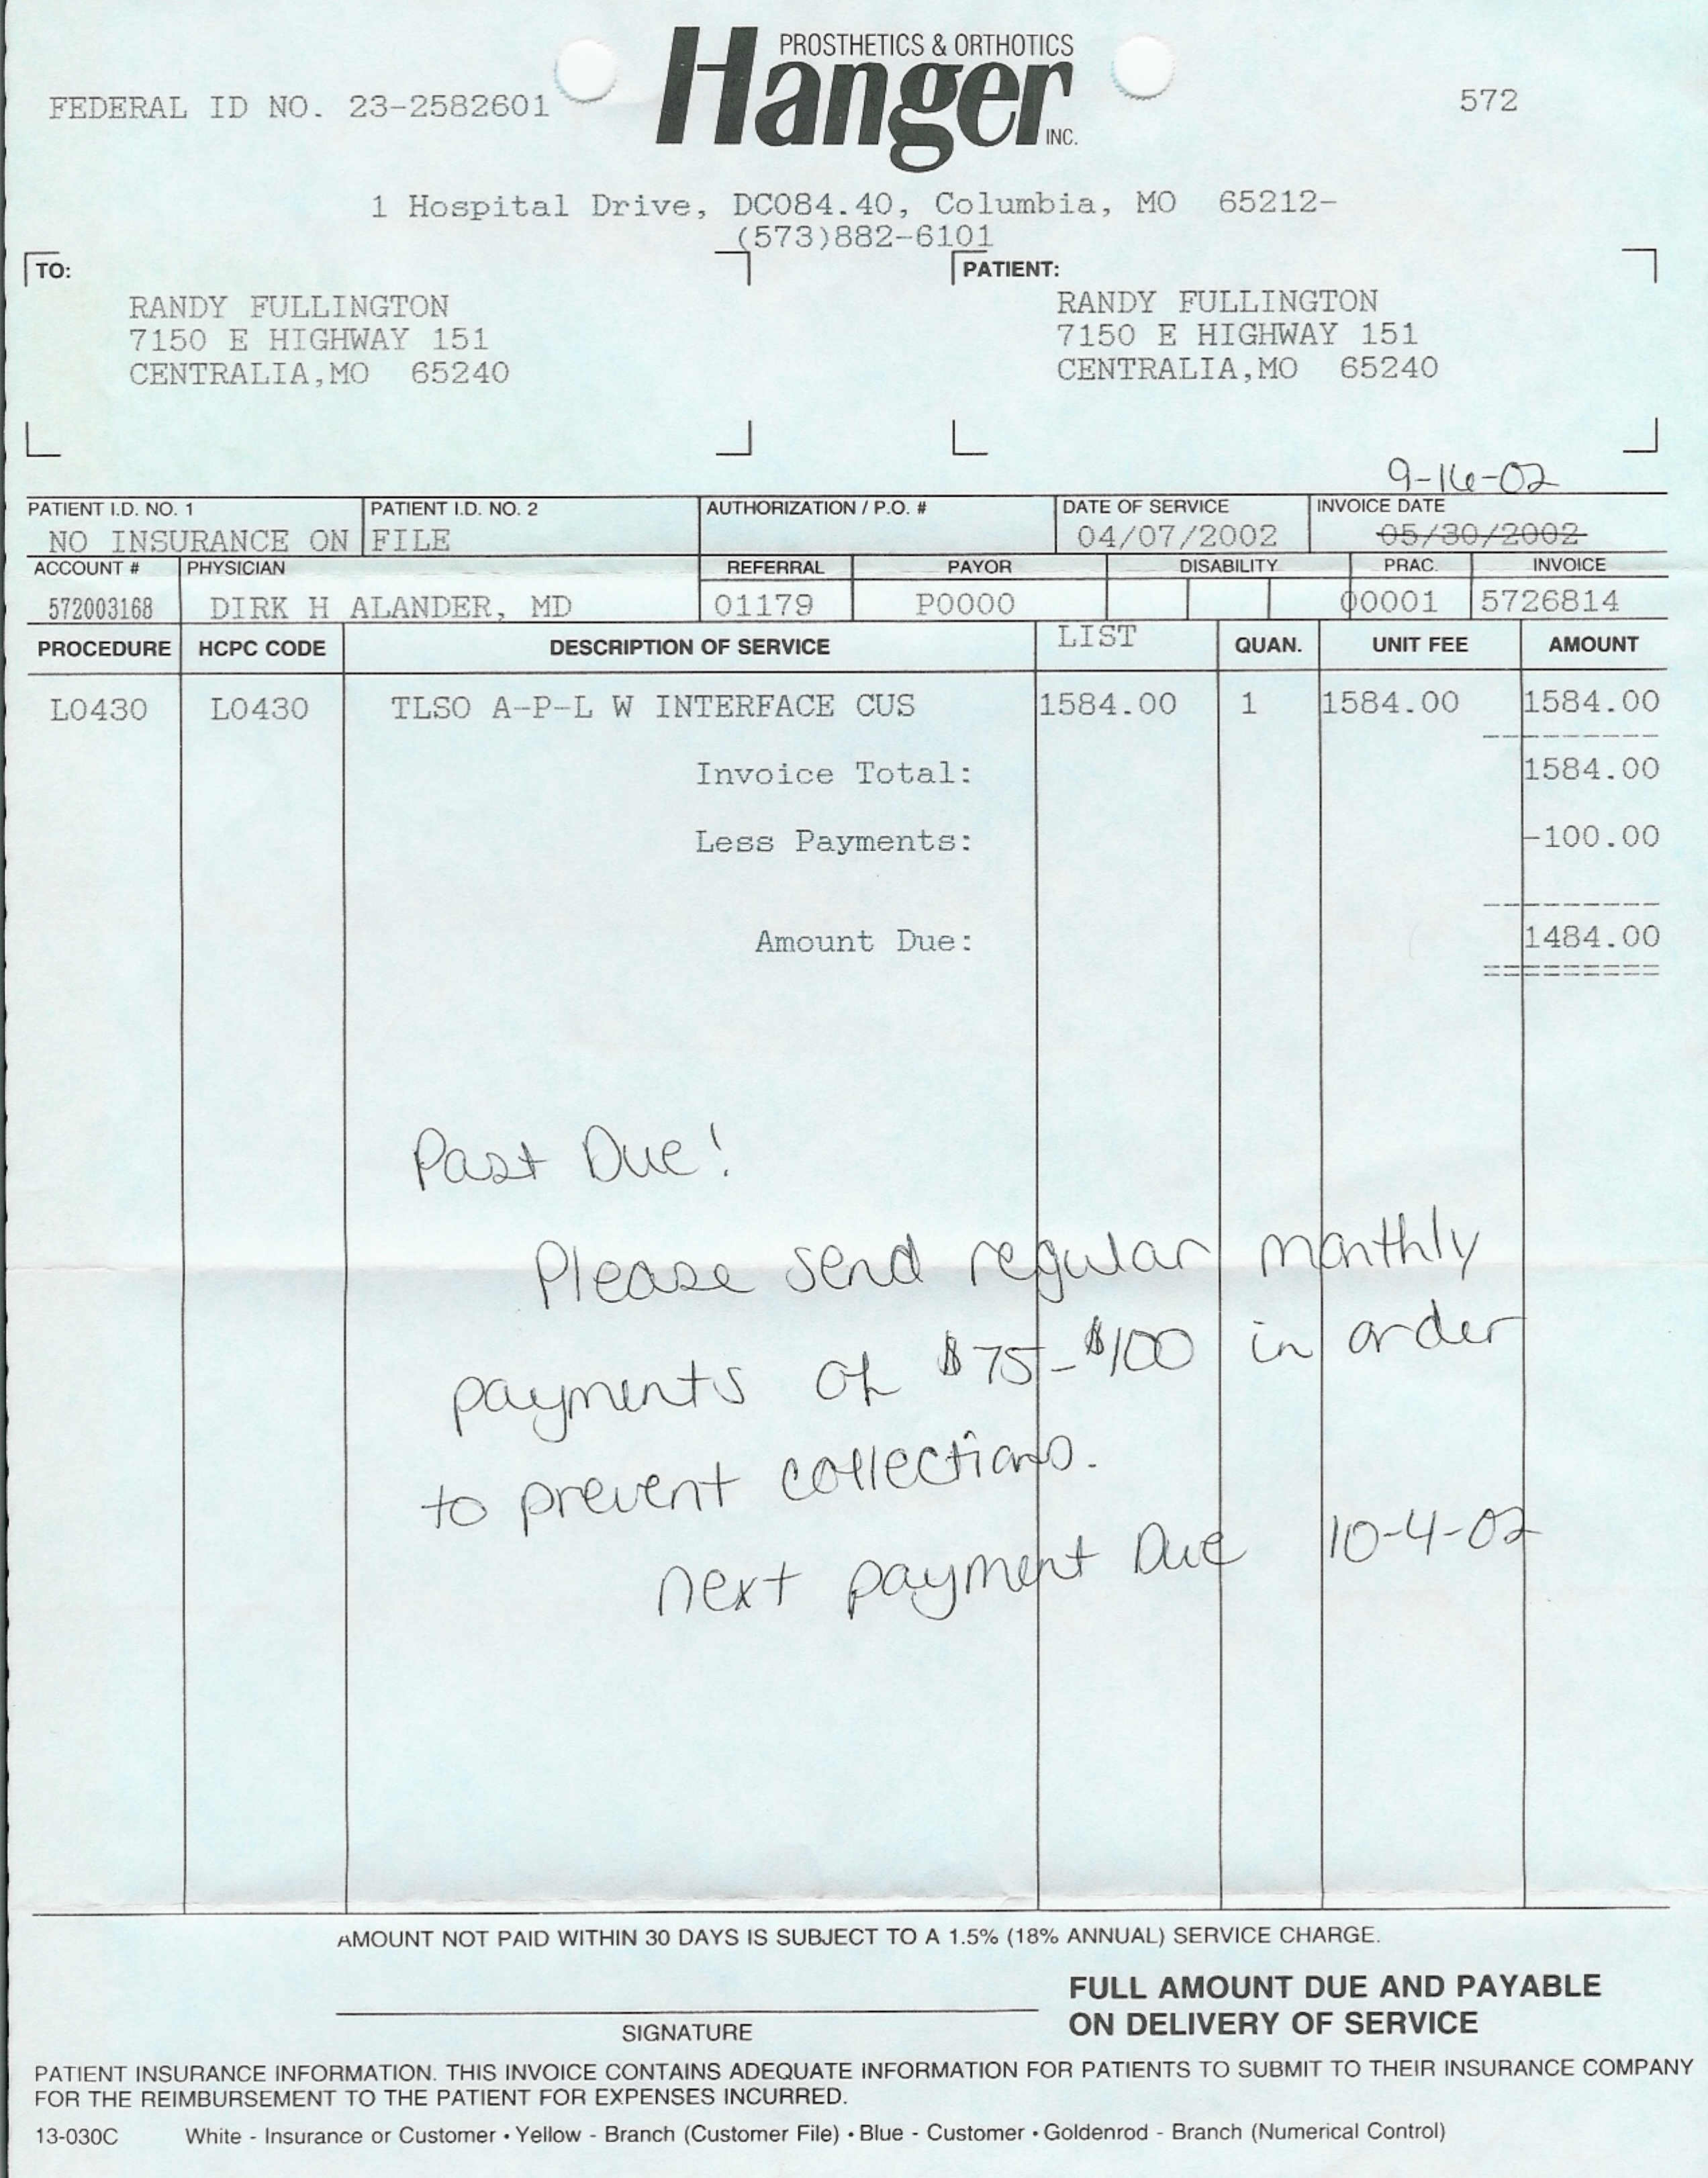 PROSTHETICS & ORTHOTICS
Hanger INC.
FEDERAL ID NO. 23-2582601
572
1 Hospital Drive, DC084.40, Columbia, MO 65212-
(573)882-6101
TO:
RANDY FULLINGTON
7150 E HIGHWAY 151
CENTRALIA,MO 65240
PATIENT:
RANDY FULLINGTON
7150 E HIGHWAY 151
CENTRALIA,MO 65240
9-16-02
PATIENT I.D. NO. 1 PATIENT I.D. NO. 2 AUTHORIZATION / P.O. # DATE OF SERVICE INVOICE DATE
NO INSURANCE ON FILE 04/07/2002 05/30/2002
ACCOUNT # PHYSICIAN REFERRAL PAYOR DISABILITY PRAC. INVOICE
572003168 DIRK H ALANDER, MD 01179 P0000 00001 5726814
PROCEDURE HCPC CODE DESCRIPTION OF SERVICE LIST QUAN. UNIT FEE AMOUNT
L0430 L0430 TLSO A-P-L W INTERFACE CUS 1584.00 1 1584.00 1584.00
Invoice Total: 1584.00
Less Payments: -100.00
Amount Due: 1484.00
Past Due!
Please send regular monthly
payments of $75-$100 in order
to prevent collections.
next payment Due 10-4-02
AMOUNT NOT PAID WITHIN 30 DAYS IS SUBJECT TO A 1.5% (18% ANNUAL) SERVICE CHARGE.
SIGNATURE
FULL AMOUNT DUE AND PAYABLE
ON DELIVERY OF SERVICE
PATIENT INSURANCE INFORMATION. THIS INVOICE CONTAINS ADEQUATE INFORMATION FOR PATIENTS TO SUBMIT TO THEIR INSURANCE COMPANY
FOR THE REIMBURSEMENT TO THE PATIENT FOR EXPENSES INCURRED.
13-030C White - Insurance or Customer • Yellow - Branch (Customer File) • Blue - Customer • Goldenrod - Branch (Numerical Control)